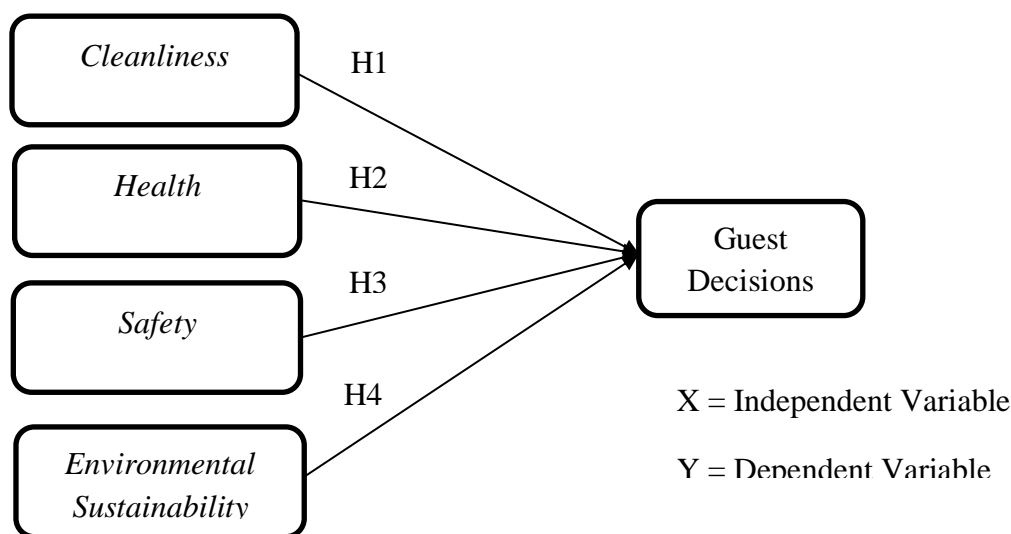 Cleanliness
H1
Health
H2
Guest
Decisions
Safety
H3
H4
X = Independent Variable
Environmental
Sustainability
Y = Dependent Variable